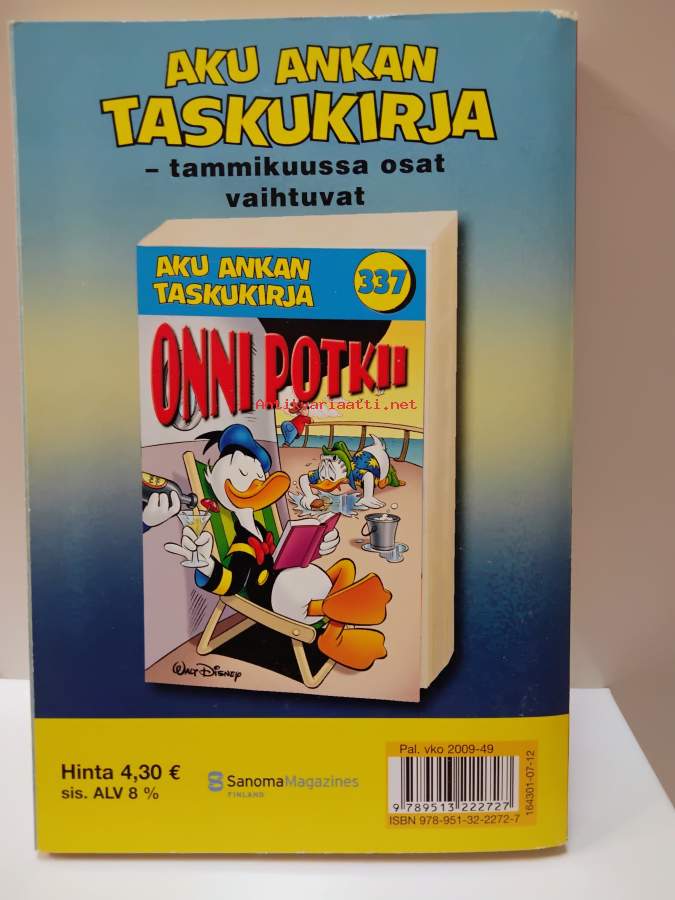 AKU ANKAN
TASKUKIRJA
– tammikuussa osat
vaihtuvat
AKU ANKAN
TASKUKIRJA
337
ONNI POTKII
Antikvariaatti.net
WALT DISNEY
Hinta 4,30 €
sis. ALV 8 %
SanomaMagazines
FINLAND
Pal. vko 2009-49
9 789513 222727
ISBN 978-951-32-2272-7
164301-07-12